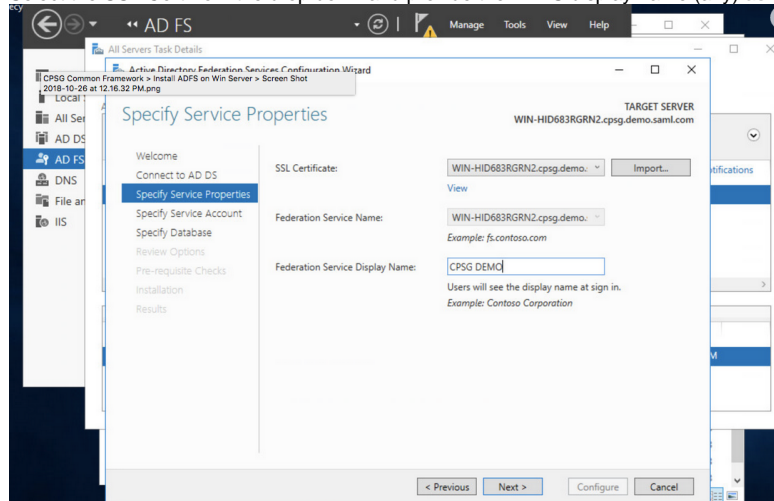 AD FS
Manage Tools View Help
All Servers Task Details
Active Directory Federation Services Configuration Wizard
CPSG Common Framework > Install ADFS on Win Server > Screen Shot
2018-10-26 at 12.16.32 PM.png
Local
All Ser
AD DS
AD FS
DNS
File an
IIS
Specify Service Properties
TARGET SERVER
WIN-HID683RGRN2.cpsg.demo.saml.com
Welcome
Connect to AD DS
Specify Service Properties
Specify Service Account
Specify Database
Review Options
Pre-requisite Checks
Installation
Results
SSL Certificate:
WIN-HID683RGRN2.cpsg.demo.
Import...
View
Federation Service Name:
WIN-HID683RGRN2.cpsg.demo.
Example: fs.contoso.com
Federation Service Display Name:
CPSG DEMO
Users will see the display name at sign in.
Example: Contoso Corporation
tifications
M
< Previous
Next >
Configure
Cancel